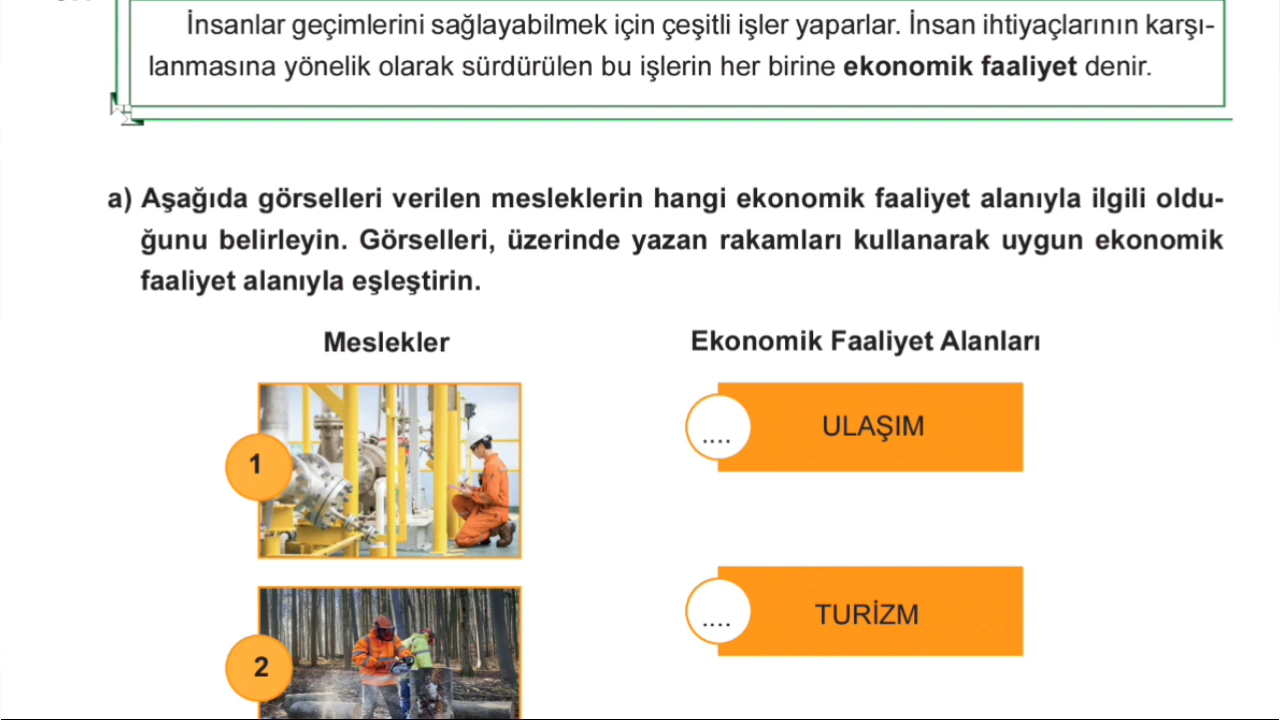 İnsanlar geçimlerini sağlayabilmek için çeşitli işler yaparlar. İnsan ihtiyaçlarının karşı-
lanmasına yönelik olarak sürdürülen bu işlerin her birine ekonomik faaliyet denir.
a) Aşağıda görselleri verilen mesleklerin hangi ekonomik faaliyet alanıyla ilgili oldu-
ğunu belirleyin. Görselleri, üzerinde yazan rakamları kullanarak uygun ekonomik
faaliyet alanıyla eşleştirin.
Meslekler
Ekonomik Faaliyet Alanları
1
.... ULAŞIM
2
.... TURİZM